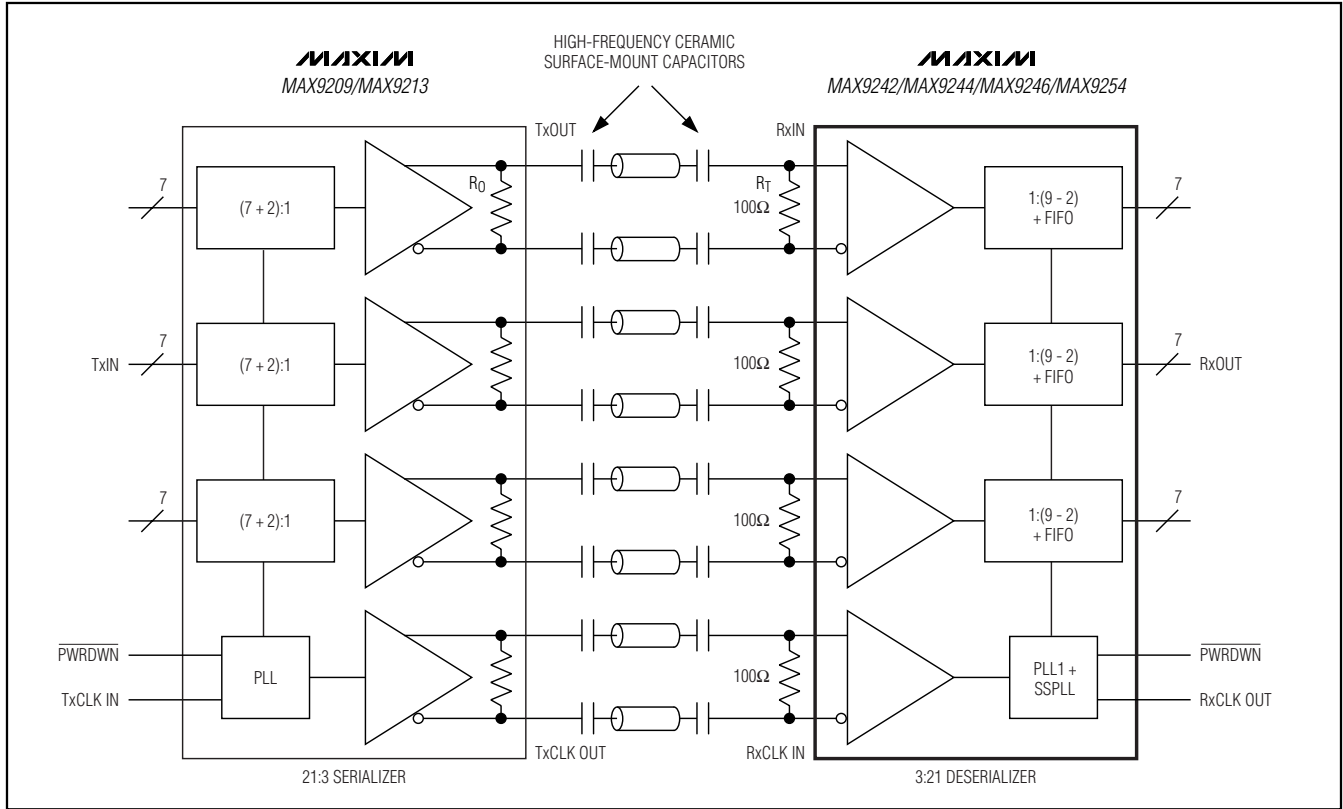 HIGH-FREQUENCY CERAMIC
SURFACE-MOUNT CAPACITORS
MAXIM
MAX9209/MAX9213
MAXIM
MAX9242/MAX9244/MAX9246/MAX9254
TxOUT
RxIN
7
(7 + 2):1
RO
RT
100Ω
1:(9 - 2)
+ FIFO
7
TxIN
7
(7 + 2):1
100Ω
1:(9 - 2)
+ FIFO
7
RxOUT
7
(7 + 2):1
100Ω
1:(9 - 2)
+ FIFO
7
PWRDWN
TxCLK IN
PLL
100Ω
PLL1 +
SSPLL
PWRDWN
RxCLK OUT
TxCLK OUT
RxCLK IN
21:3 SERIALIZER
3:21 DESERIALIZER